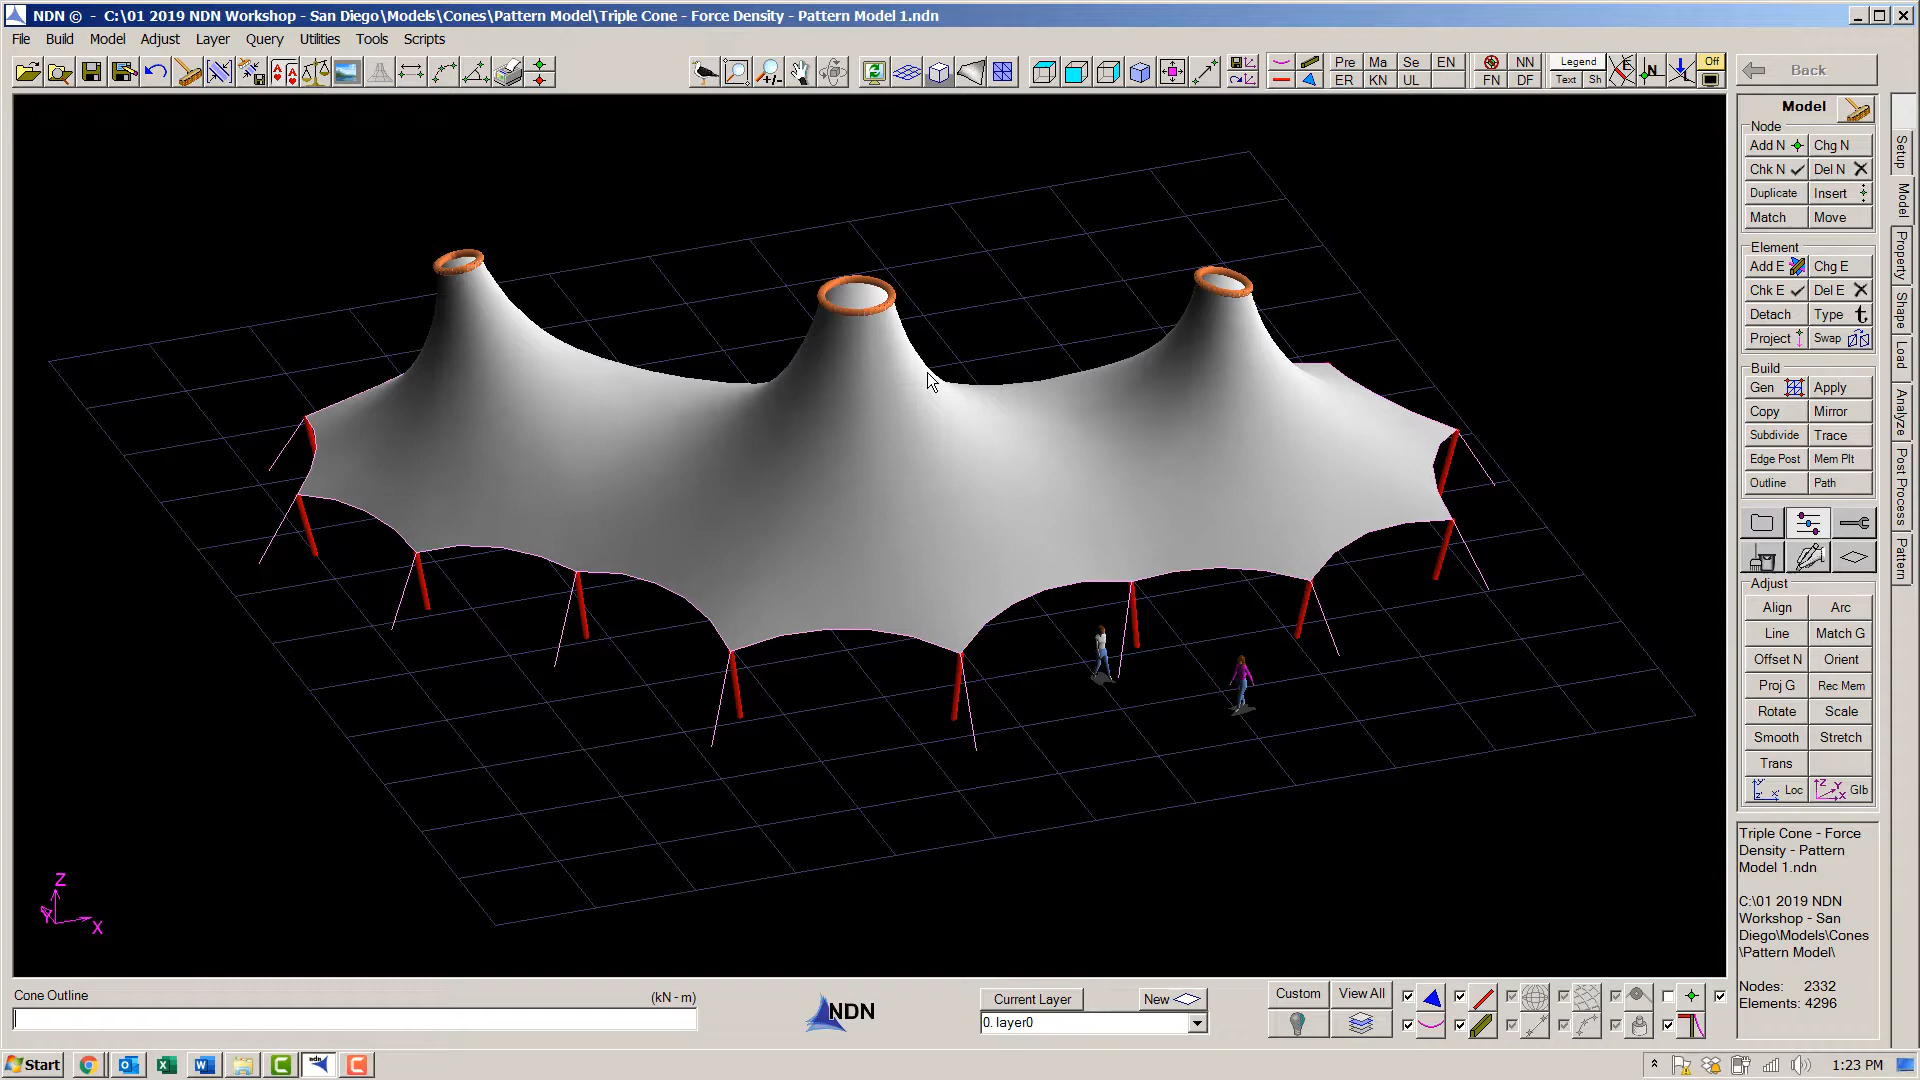 NDN © - C:\01 2019 NDN Workshop - San Diego\Models\Cones\Pattern Model\Triple Cone - Force Density - Pattern Model 1.ndn
File Build Model Adjust Layer Query Utilities Tools Scripts
Pre Ma Se EN NN Legend Off
ER KN UL FN DF Text Sh
Back
Model
Node
Add N Chg N
Chk N Del N
Duplicate Insert
Match Move
Element
Add E Chg E
Chk E Del E
Detach Type t
Project Swap
Build
Gen Apply
Copy Mirror
Subdivide Trace
Edge Post Mem Plt
Outline Path
Adjust
Align Arc
Line Match G
Offset N Orient
Proj G Rec Mem
Rotate Scale
Smooth Stretch
Trans
Loc Glb
Setup
Model
Property
Shape
Load
Analyze
Post Process
Pattern
Triple Cone - Force
Density - Pattern
Model 1.ndn
C:\01 2019 NDN
Workshop - San
Diego\Models\Cones
\Pattern Model\
Nodes: 2332
Elements: 4296
Z
Y
X
Cone Outline (kN - m)
NDN
Current Layer New
0. layer0
Custom View All
Start 1:23 PM